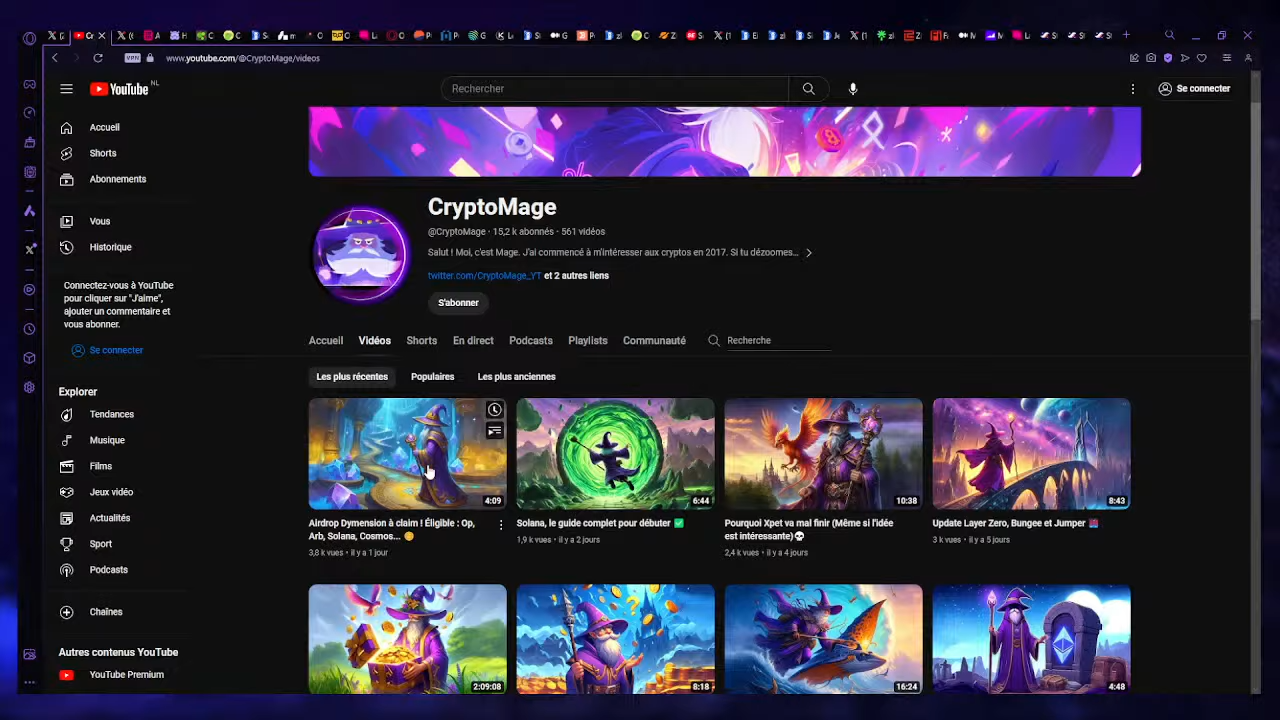 VPN
www.youtube.com/@CryptoMage/videos
YouTube NL
Rechercher
Se connecter
Accueil
Shorts
Abonnements
Vous
Historique
Connectez-vous à YouTube
pour cliquer sur "J'aime",
ajouter un commentaire et
vous abonner.
Se connecter
Explorer
Tendances
Musique
Films
Jeux vidéo
Actualités
Sport
Podcasts
Chaînes
Autres contenus YouTube
YouTube Premium
CryptoMage
@CryptoMage · 15,2 k abonnés · 561 vidéos
Salut ! Moi, c'est Mage. J'ai commencé à m'intéresser aux cryptos en 2017. Si tu dézoomes...
twitter.com/CryptoMage_YT et 2 autres liens
S'abonner
Accueil Vidéos Shorts En direct Podcasts Playlists Communauté Recherche
Les plus récentes Populaires Les plus anciennes
4:09
6:44
10:38
8:43
Airdrop Dymension à claim ! Éligible : Op,
Arb, Solana, Cosmos...
3,8 k vues · il y a 1 jour
Solana, le guide complet pour débuter ✅
1,9 k vues · il y a 2 jours
Pourquoi Xpet va mal finir (Même si l'idée
est intéressante)💀
2,4 k vues · il y a 4 jours
Update Layer Zero, Bungee et Jumper
3 k vues · il y a 5 jours
2:09:08
8:18
16:24
4:48